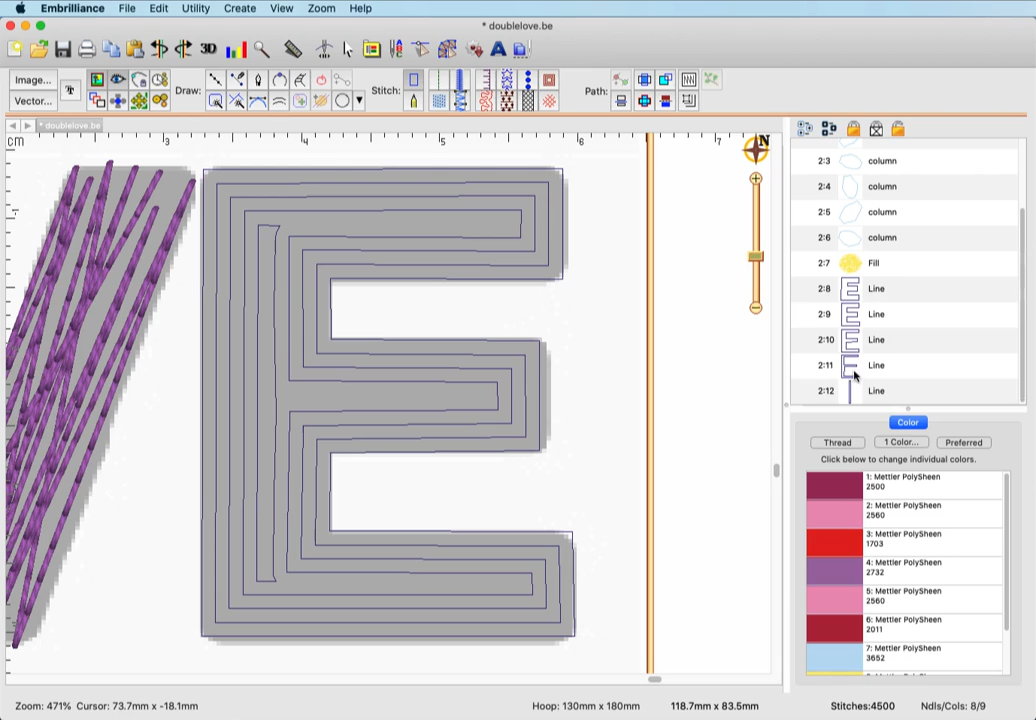 Embrilliance File Edit Utility Create View Zoom Help
* doublelove.be
3D
Image...
Vector...
Draw:
Stitch:
Path:
* doublelove.be
cm
3
4
5
6
7
N
2:3 column
2:4 column
2:5 column
2:6 column
2:7 Fill
2:8 Line
2:9 Line
2:10 Line
2:11 Line
2:12 Line
Color
Thread
1 Color...
Preferred
Click below to change individual colors.
1: Mettler PolySheen
2500
2: Mettler PolySheen
2560
3: Mettler PolySheen
1703
4: Mettler PolySheen
2732
5: Mettler PolySheen
2560
6: Mettler PolySheen
2011
7: Mettler PolySheen
3652
Zoom: 471% Cursor: 73.7mm x -18.1mm
Hoop: 130mm x 180mm
118.7mm x 83.5mm
Stitches:4500
Ndls/Cols: 8/9